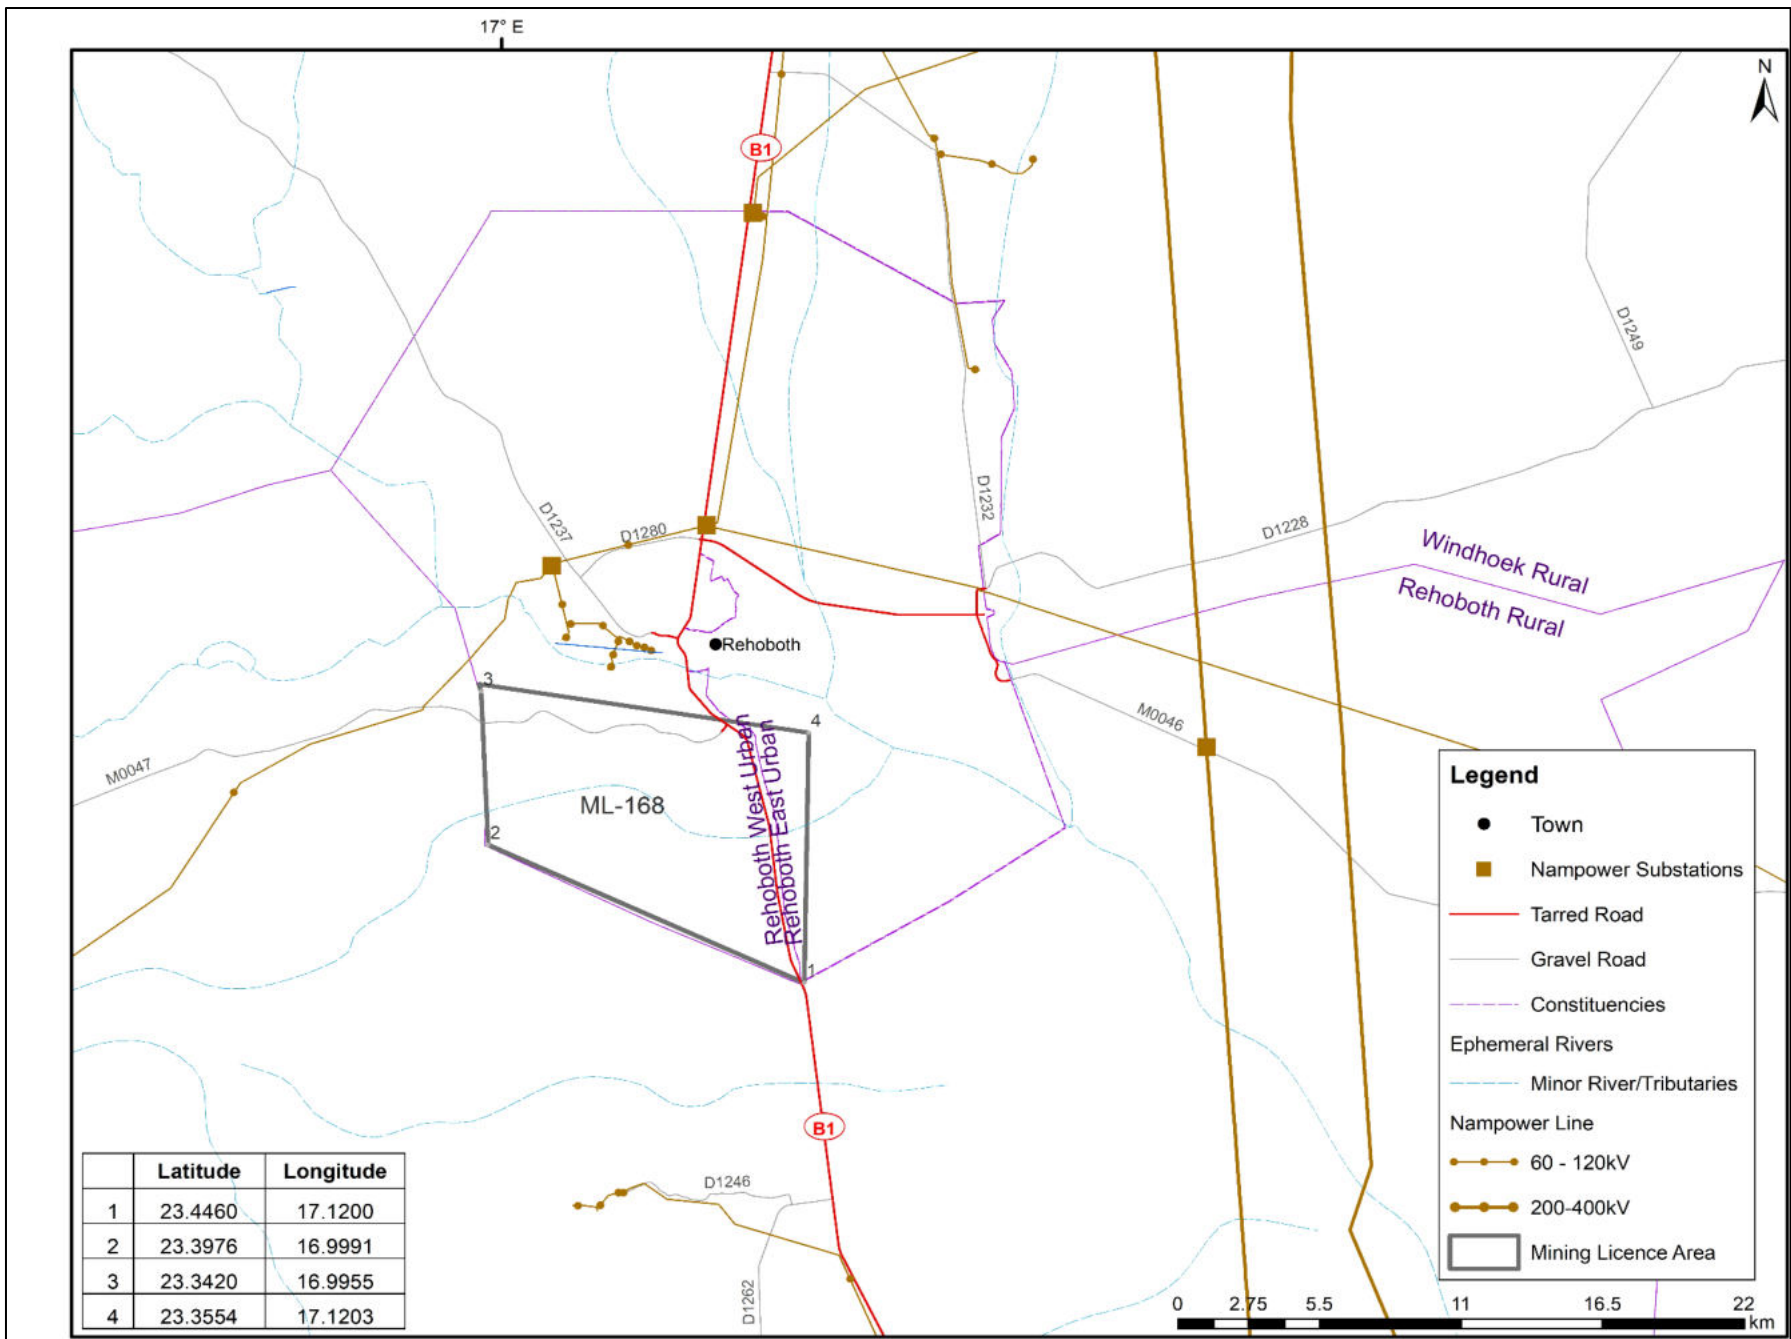 17° E
N
B1
D1249
D1232
D1237
D1280
D1228
Windhoek Rural
Rehoboth Rural
Rehoboth
3
4
M0046
M0047
ML-168
2
Rehoboth West Urban
Rehoboth East Urban
1
B1
D1246
D1262
Legend
Town
Nampower Substations
Tarred Road
Gravel Road
Constituencies
Ephemeral Rivers
Minor River/Tributaries
Nampower Line
60 - 120kV
200-400kV
Mining Licence Area
Latitude Longitude
1 23.4460 17.1200
2 23.3976 16.9991
3 23.3420 16.9955
4 23.3554 17.1203
0 2.75 5.5 11 16.5 22
km